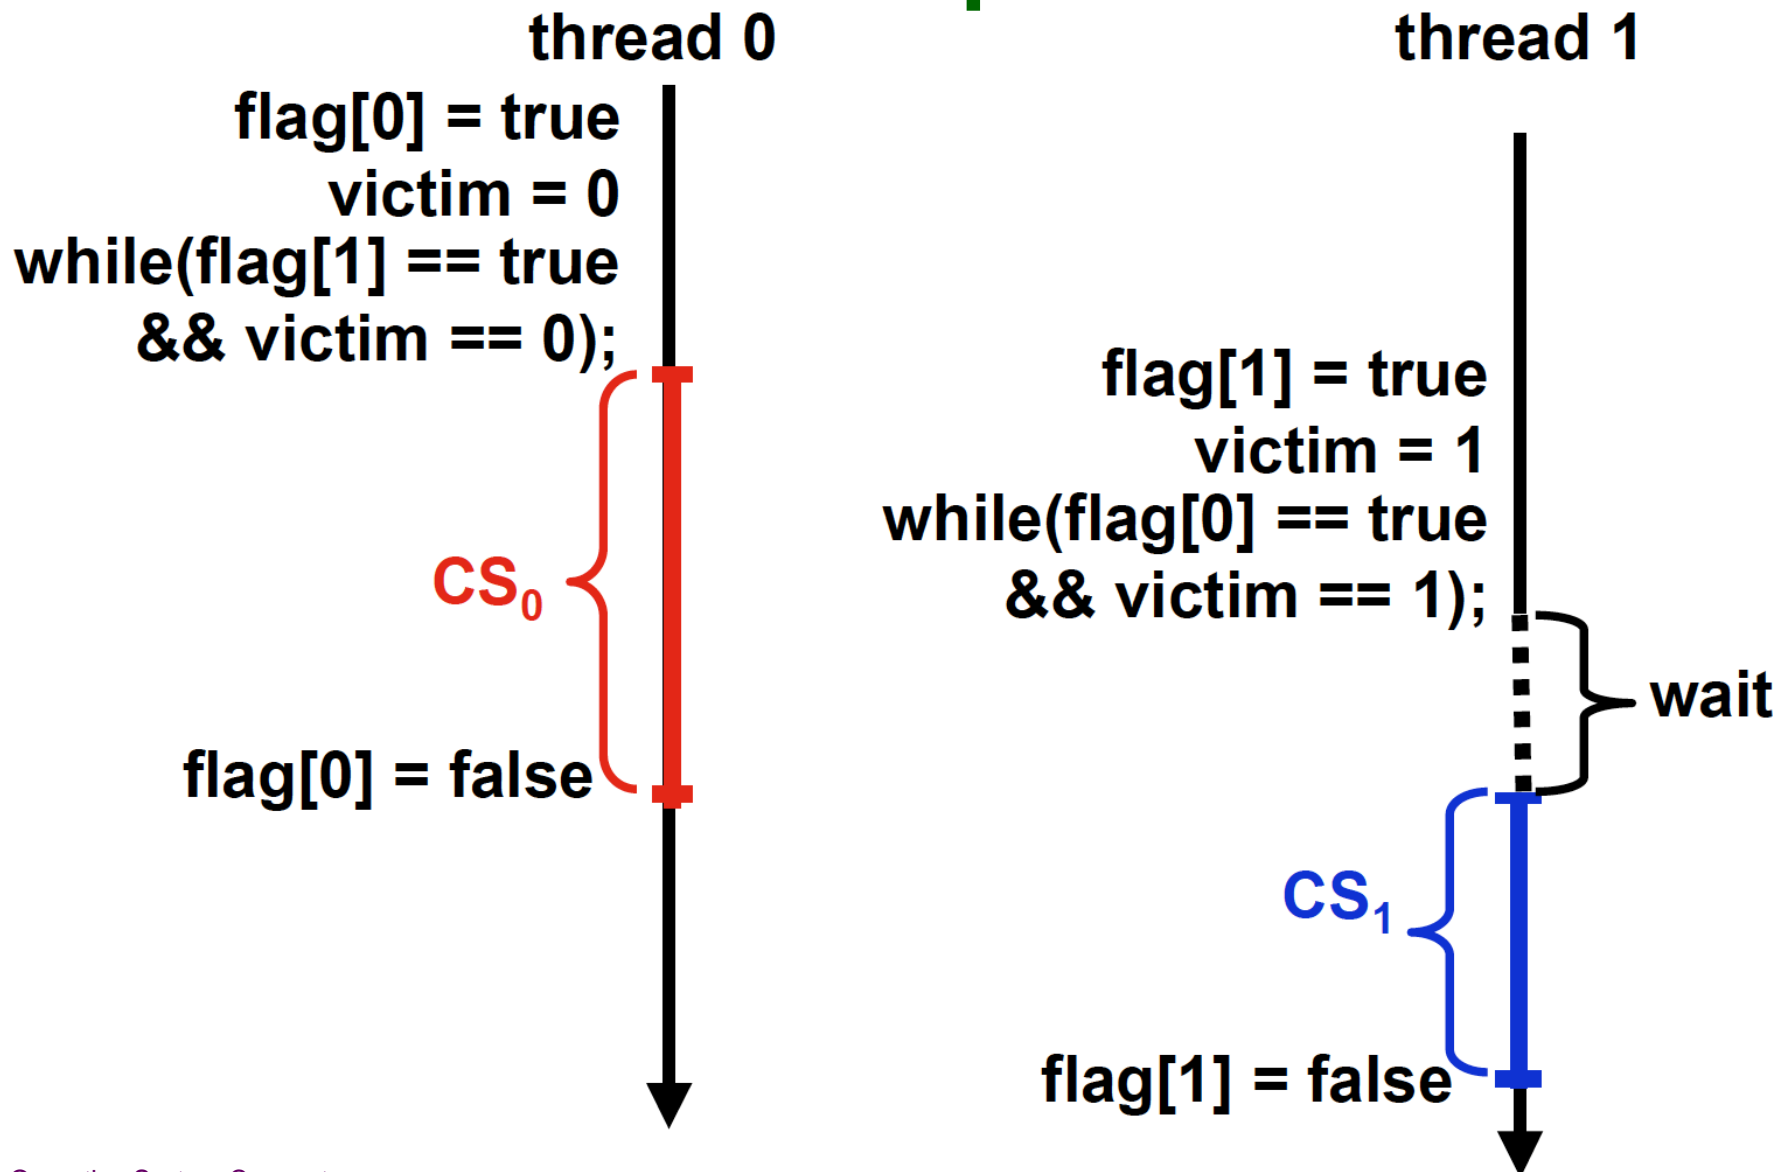 thread 0
flag[0] = true
victim = 0
while(flag[1] == true
&& victim == 0);
CS0
flag[0] = false
thread 1
flag[1] = true
victim = 1
while(flag[0] == true
&& victim == 1);
wait
CS1
flag[1] = false